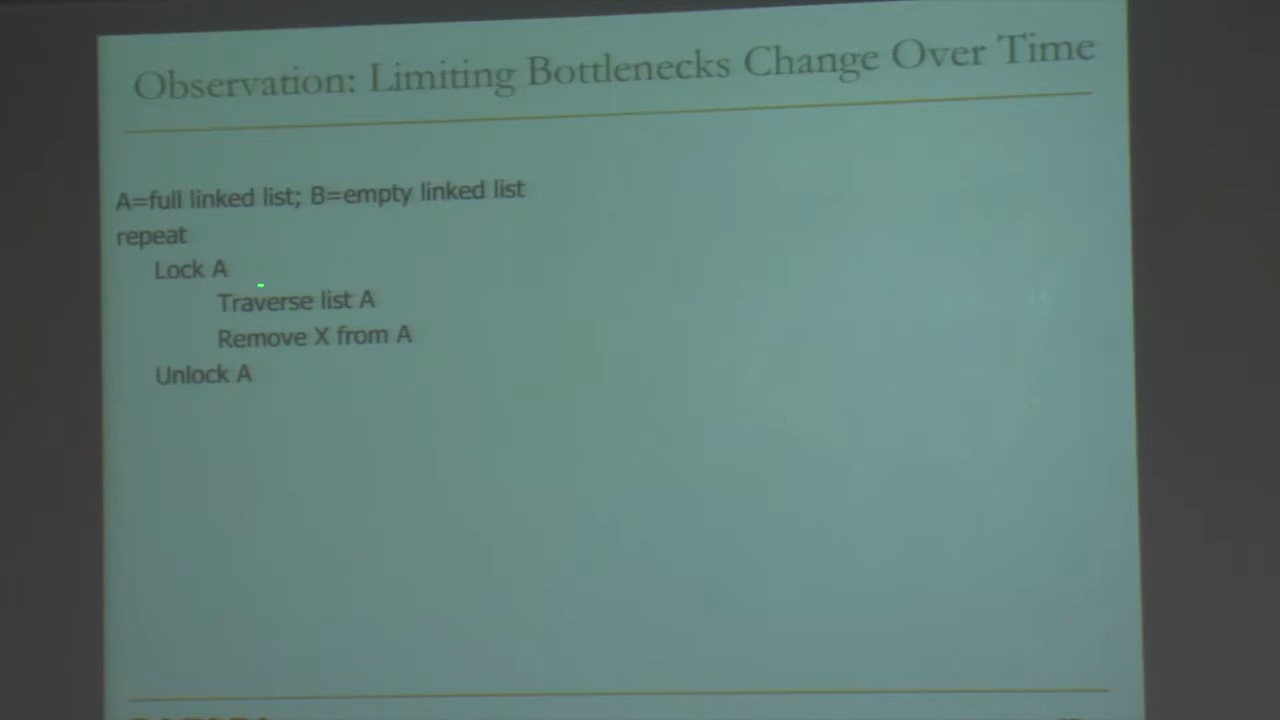 Observation: Limiting Bottlenecks Change Over Time
A=full linked list; B=empty linked list
repeat
Lock A
Traverse list A
Remove X from A
Unlock A